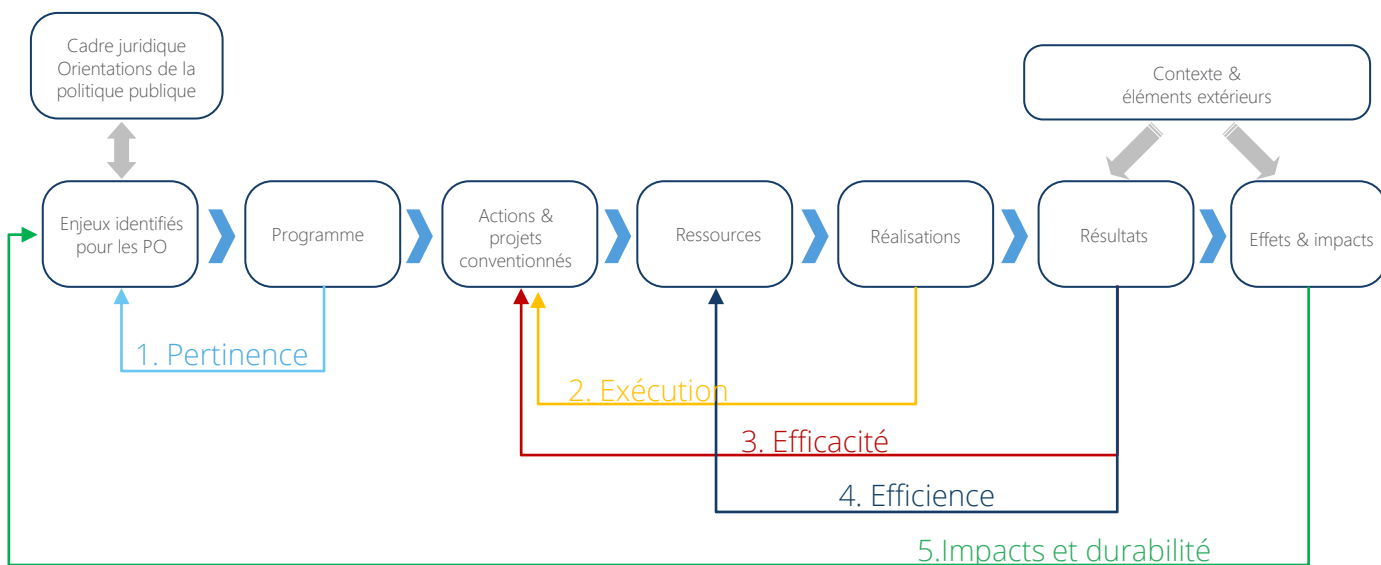 Cadre juridique
Orientations de la
politique publique
Contexte &
éléments extérieurs
Enjeux identifiés
pour les PO
Programme
Actions &
projets
conventionnés
Ressources
Réalisations
Résultats
Effets & impacts
1. Pertinence
2. Exécution
3. Efficacité
4. Efficience
5.Impacts et durabilité